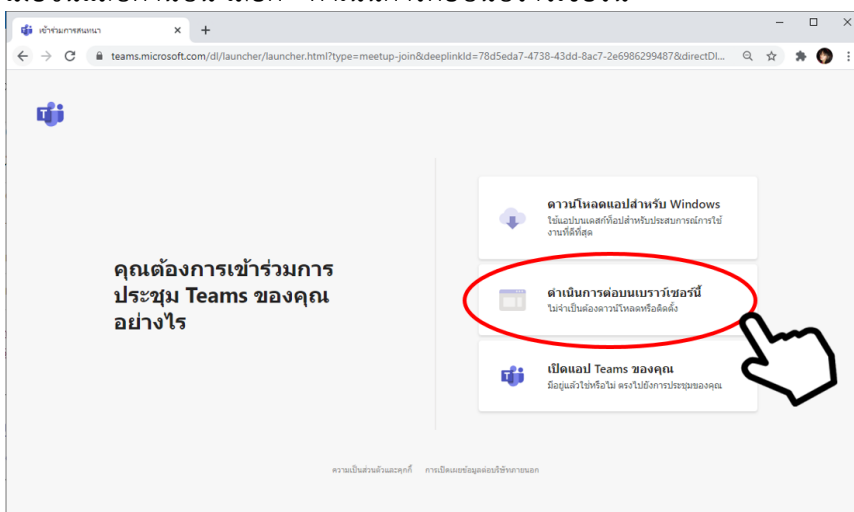 เข้าร่วมการสนทนา
teams.microsoft.com/dl/launcher/launcher.html?type=meetup-join&deeplinkId=78d5eda7-4738-43dd-8ac7-2e6986299487&directDl...
ดาวน์โหลดแอปสำหรับ Windows
ใช้แอปบนเดสก์ท็อปสำหรับประสบการณ์การใช้
งานที่ดีที่สุด
คุณต้องการเข้าร่วมการ
ประชุม Teams ของคุณ
อย่างไร
ดำเนินการต่อบนเบราว์เซอร์นี้
ไม่จำเป็นต้องดาวน์โหลดหรือติดตั้ง
เปิดแอป Teams ของคุณ
มีอยู่แล้วใช่หรือไม่ ตรงไปยังการประชุมของคุณ
ความเป็นส่วนตัวและคุกกี้ การเปิดเผยข้อมูลต่อบริษัทภายนอก